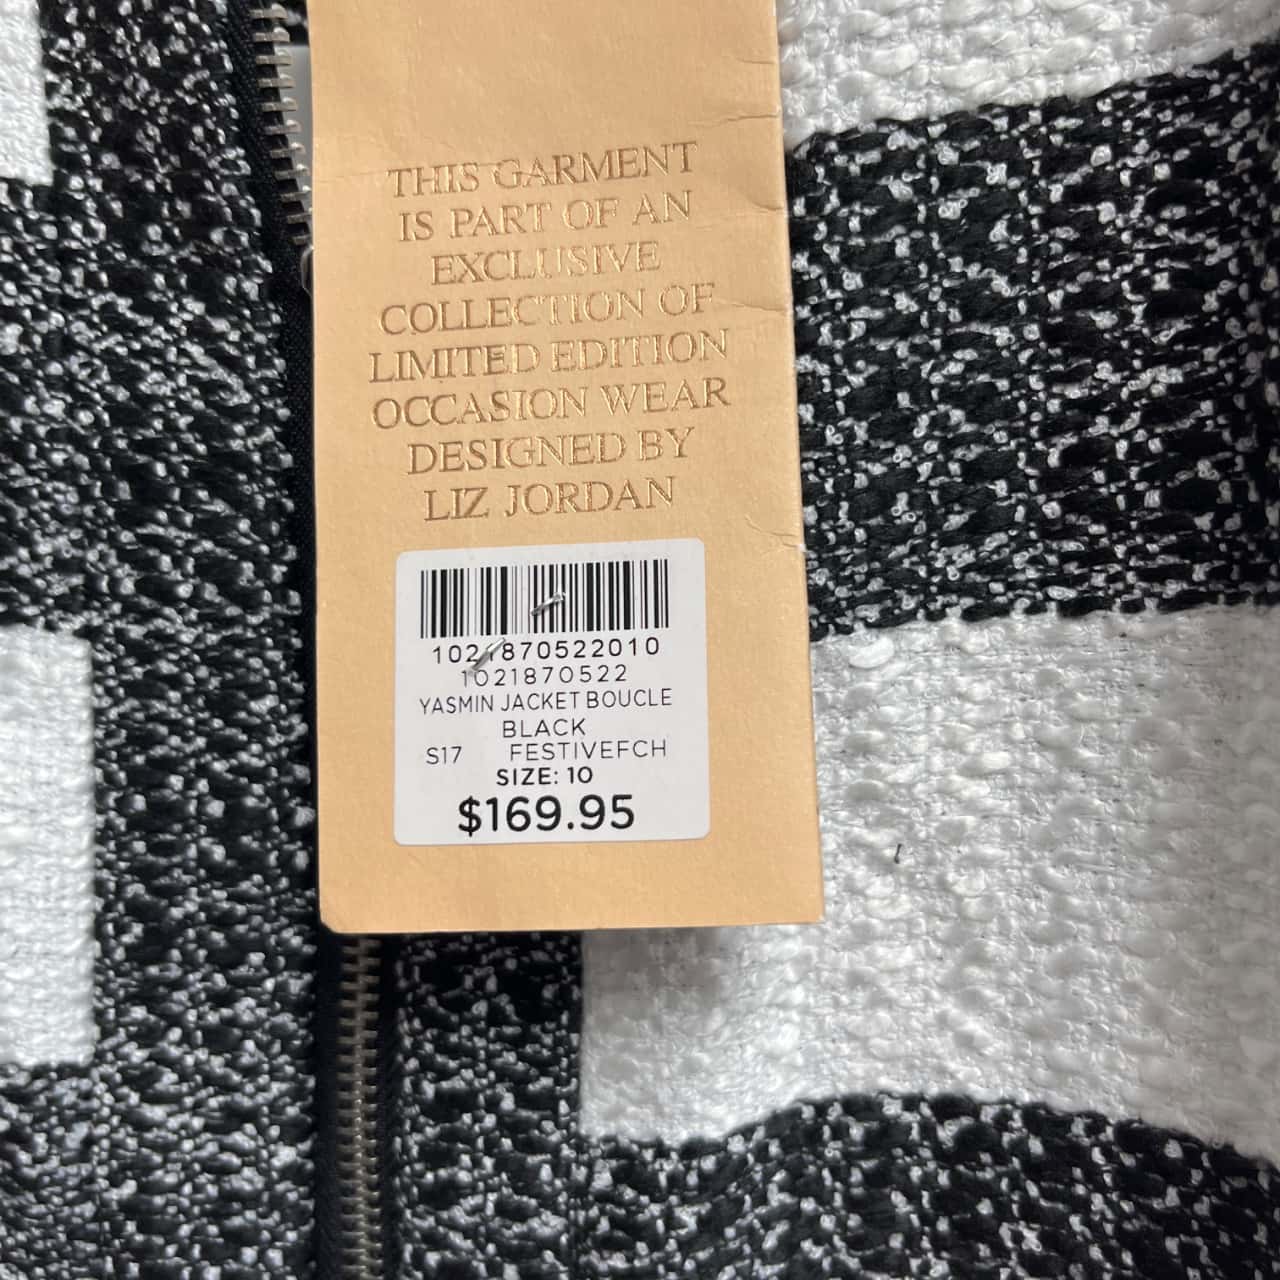 THIS GARMENT
IS PART OF AN
EXCLUSIVE
COLLECTION OF
LIMITED EDITION
OCCASION WEAR
DESIGNED BY
LIZ JORDAN
1021870522010
1021870522
YASMIN JACKET BOUCLE
BLACK
S17 FESTIVEFCH
SIZE: 10
$169.95